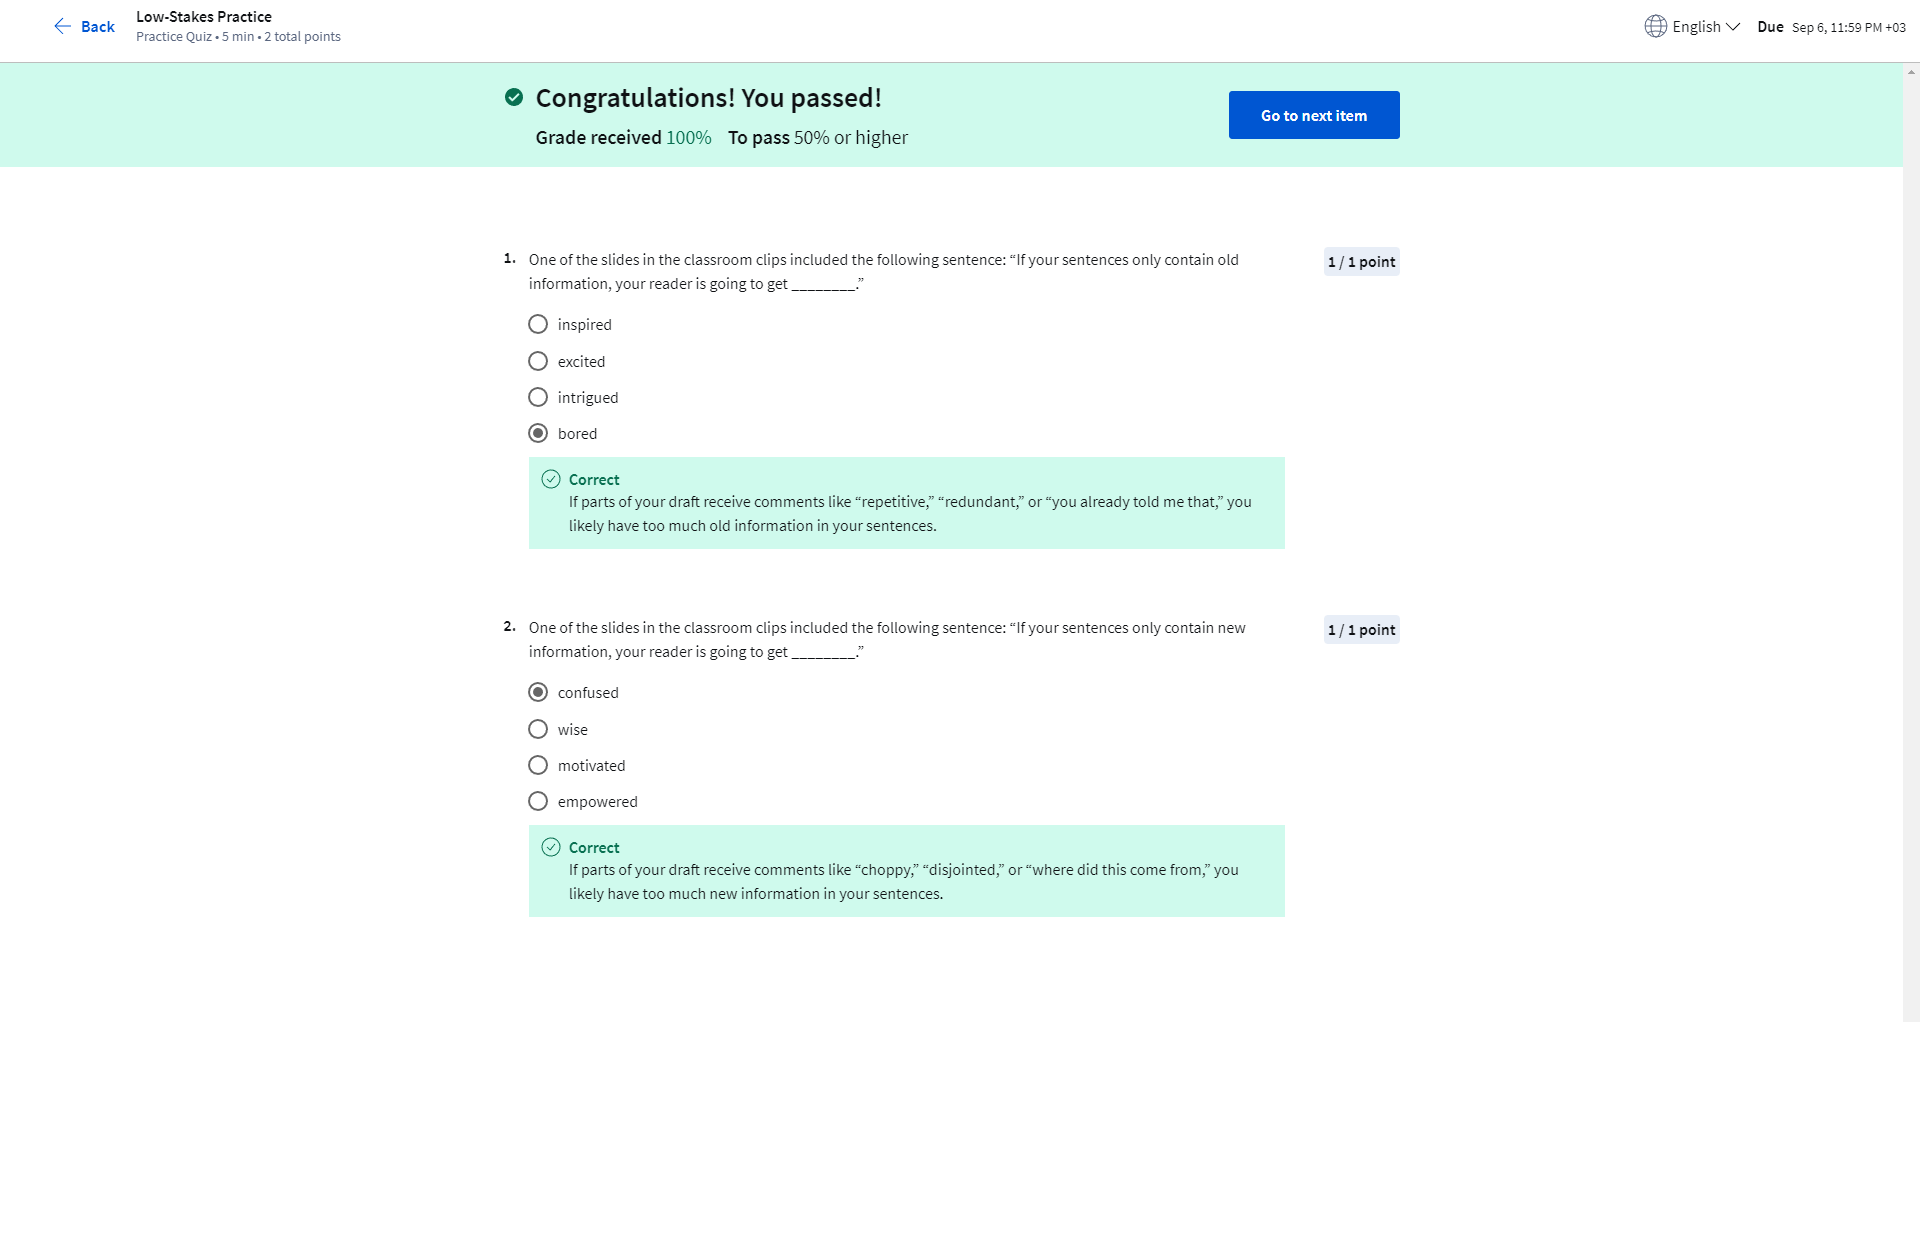 Back
Low-Stakes Practice
Practice Quiz • 5 min • 2 total points
English
Due Sep 6, 11:59 PM +03
Congratulations! You passed!
Grade received 100% To pass 50% or higher
Go to next item
1. One of the slides in the classroom clips included the following sentence: “If your sentences only contain old
information, your reader is going to get ________.”
1 / 1 point
inspired
excited
intrigued
bored
Correct
If parts of your draft receive comments like “repetitive,” “redundant,” or “you already told me that,” you
likely have too much old information in your sentences.
2. One of the slides in the classroom clips included the following sentence: “If your sentences only contain new
information, your reader is going to get ________.”
1 / 1 point
confused
wise
motivated
empowered
Correct
If parts of your draft receive comments like “choppy,” “disjointed,” or “where did this come from,” you
likely have too much new information in your sentences.